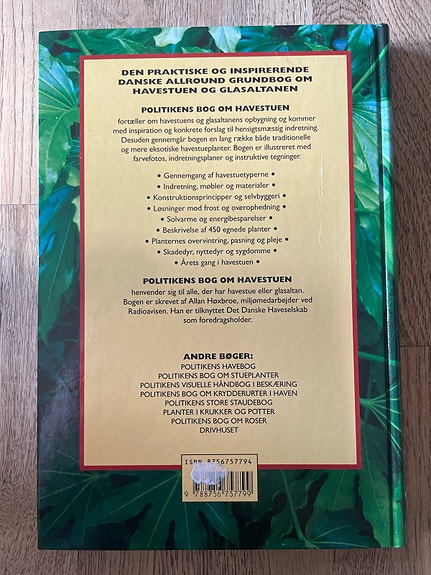 DEN PRAKTISKE OG INSPIRERENDE
DANSKE ALLROUND GRUNDBOG OM
HAVESTUEN OG GLASALTANEN
POLITIKENS BOG OM HAVESTUEN
fortæller om havestuens og glasaltanens opbygning og kommer
med inspiration og konkrete forslag til hensigtsmæssig indretning.
Desuden gennemgår bogen en lang række både traditionelle
og mere eksotiske havestueplanter. Bogen er illustreret med
farvefotos, indretningsplaner og instruktive tegninger.
• Gennemgang af havestuetyperne •
• Indretning, møbler og materialer •
• Konstruktionsprincipper og selvbyggeri •
• Løsninger mod frost og overophedning •
• Solvarme og energibesparelser •
• Beskrivelse af 450 egnede planter •
• Planternes overvintring, pasning og pleje •
• Skadedyr, nyttedyr og sygdomme •
• Årets gang i havestuen •
POLITIKENS BOG OM HAVESTUEN
henvender sig til alle, der har havestue eller glasaltan.
Bogen er skrevet af Allan Høxbroe, miljømedarbejder ved
Radioavisen. Han er tilknyttet Det Danske Haveselskab
som foredragsholder.
ANDRE BØGER:
POLITIKENS HAVEBOG
POLITIKENS BOG OM STUEPLANTER
POLITIKENS VISUELLE HÅNDBOG I BESKÆRING
POLITIKENS BOG OM KRYDDERURTER I HAVEN
POLITIKENS STORE STAUDEBOG
PLANTER I KRUKKER OG POTTER
POLITIKENS BOG OM ROSER
DRIVHUSET
ISBN 8756757794
9 788756 757799